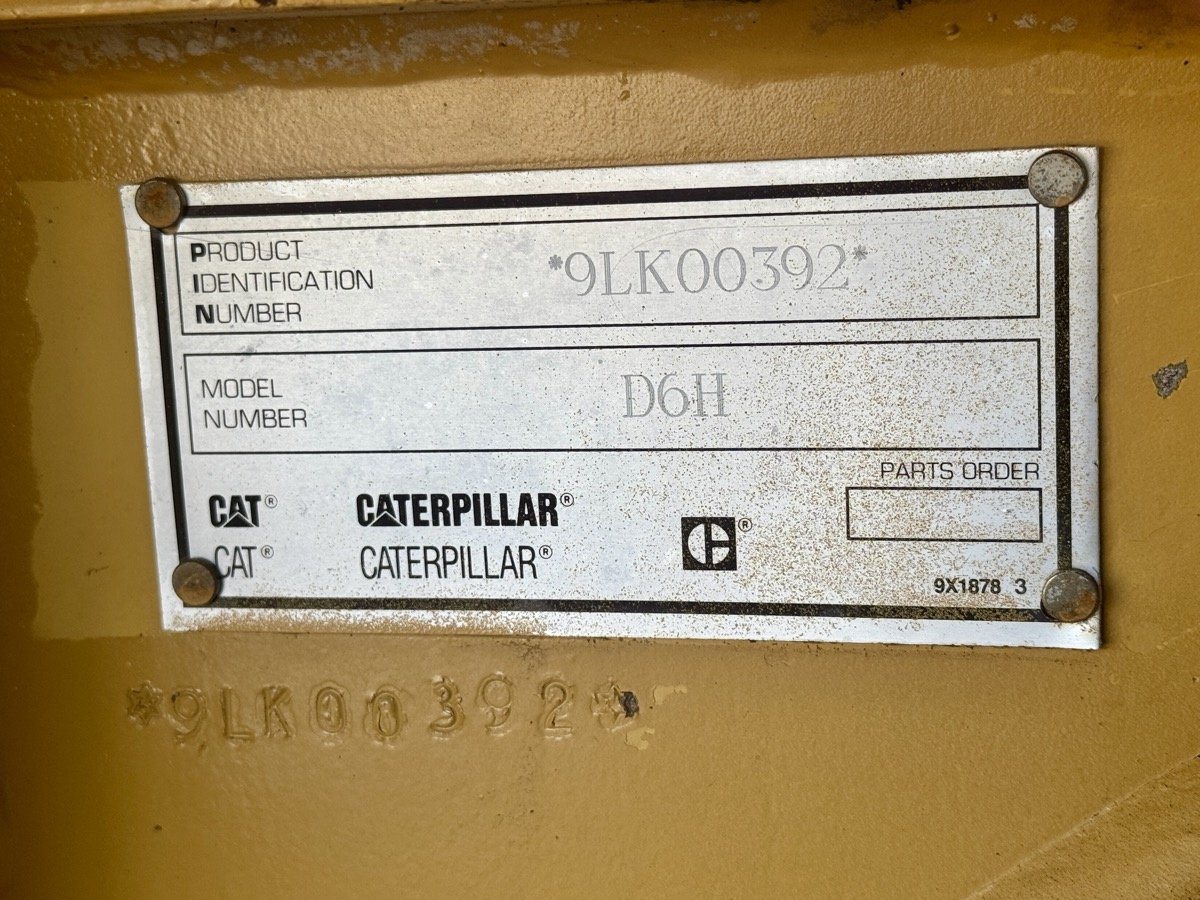 PRODUCT
IDENTIFICATION
NUMBER
*9LK00392*
MODEL
NUMBER
D6H
PARTS ORDER
CAT® CATERPILLAR® ®
CAT® CATERPILLAR®
9X1878 3
*9LK00392*